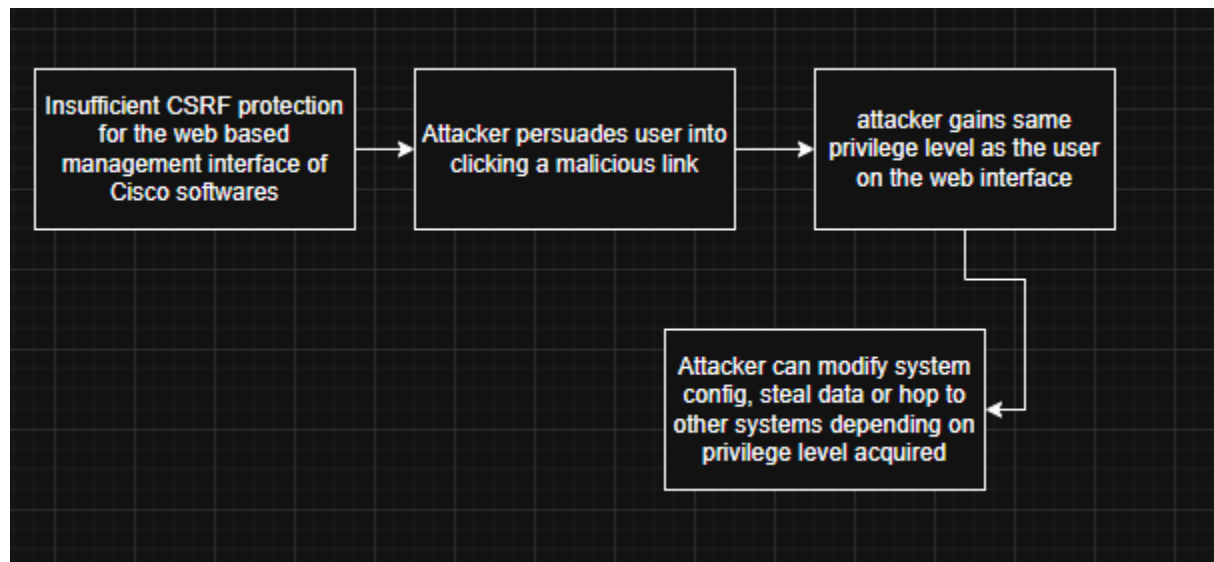 Insufficient CSRF protection
for the web based
management interface of
Cisco softwares
Attacker persuades user into
clicking a malicious link
attacker gains same
privilege level as the user
on the web interface
Attacker can modify system
config, steal data or hop to
other systems depending on
privilege level acquired